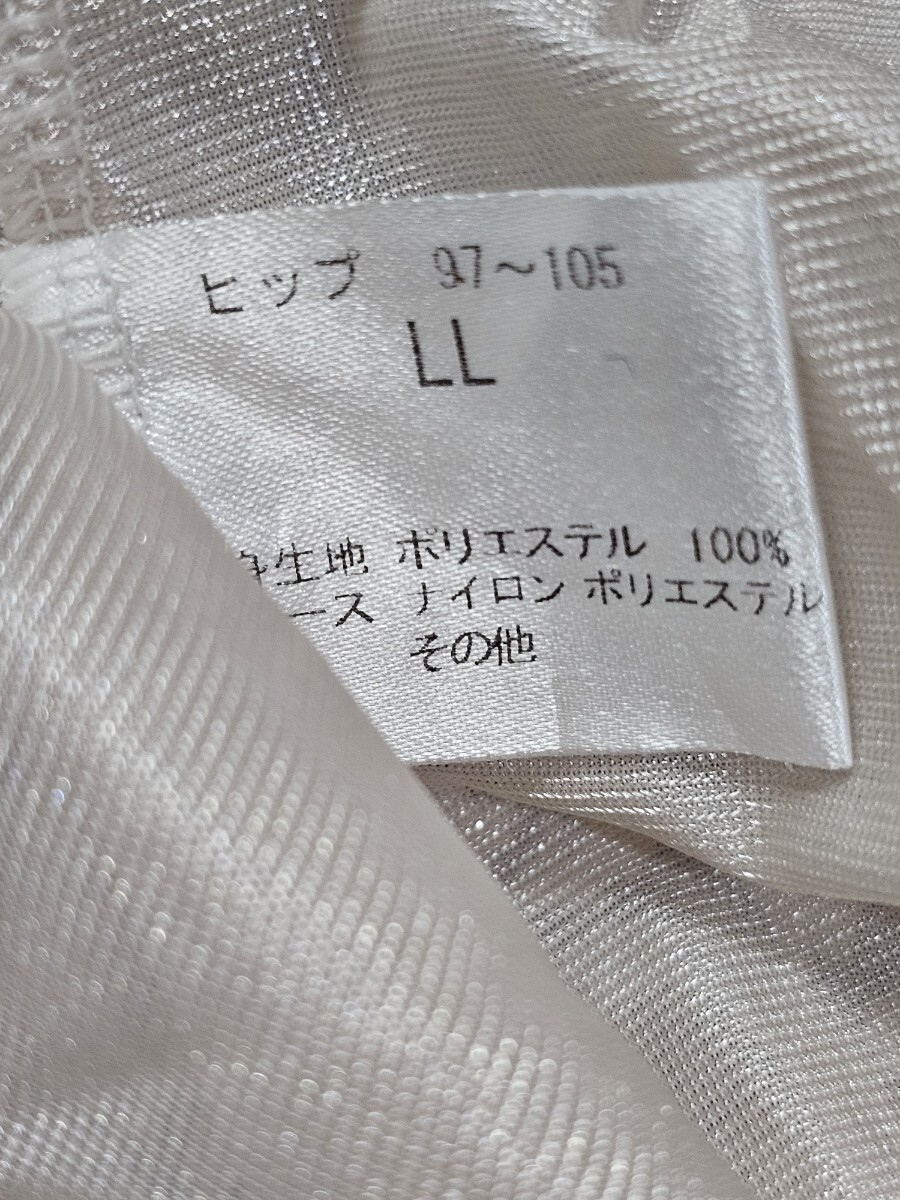 ヒップ 97～105
LL
身生地 ポリエステル 100%
ース ナイロン ポリエステル
その他